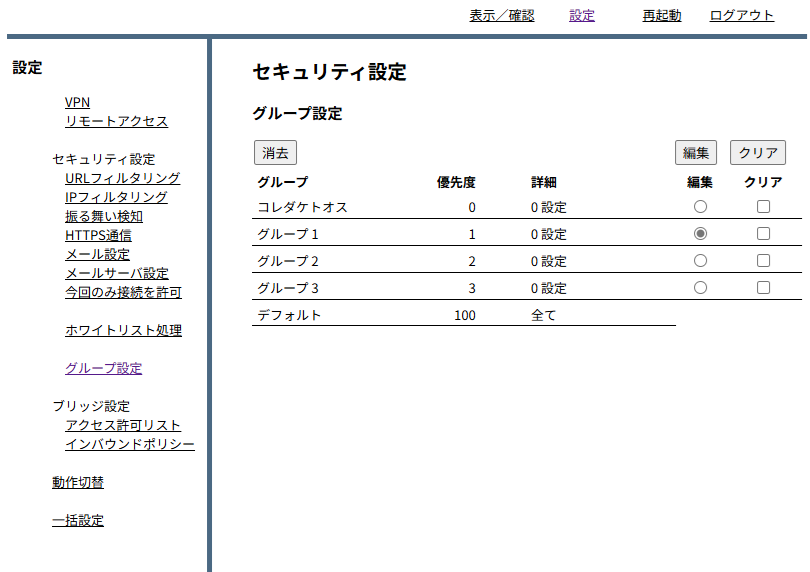 表示／確認 設定 再起動 ログアウト
設定
VPN
リモートアクセス
セキュリティ設定
URLフィルタリング
IPフィルタリング
振る舞い検知
HTTPS通信
メール設定
メールサーバ設定
今回のみ接続を許可
ホワイトリスト処理
グループ設定
ブリッジ設定
アクセス許可リスト
インバウンドポリシー
動作切替
一括設定
セキュリティ設定
グループ設定
消去 編集 クリア
グループ 優先度 詳細 編集 クリア
コレダケトオス 0 0 設定
グループ 1 1 0 設定
グループ 2 2 0 設定
グループ 3 3 0 設定
デフォルト 100 全て